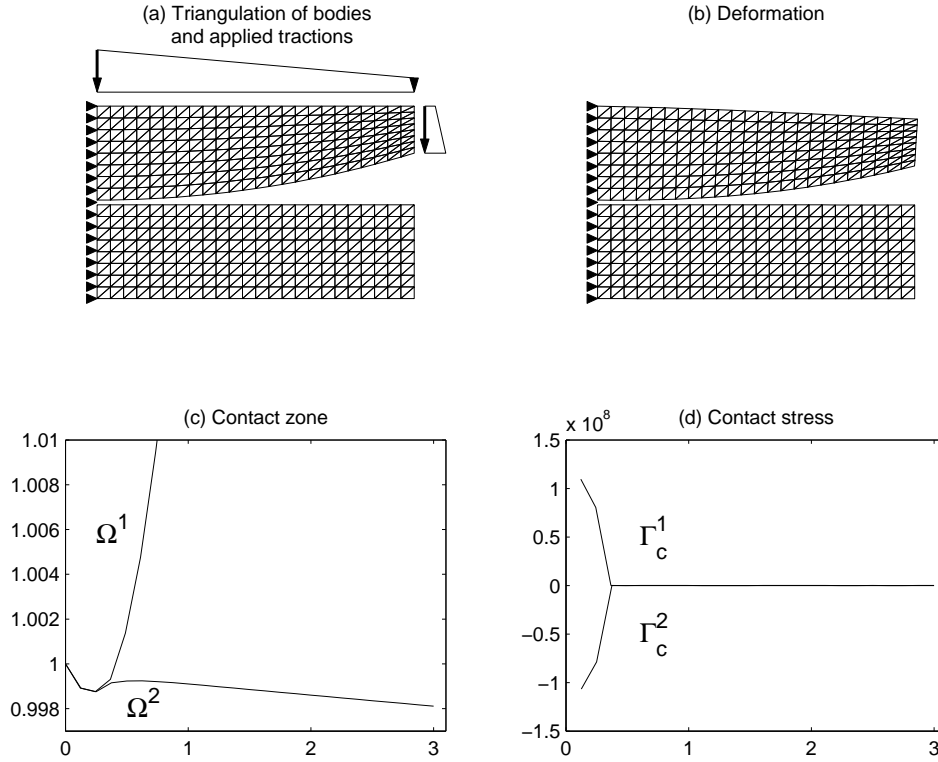 (a) Triangulation of bodies
and applied tractions
(b) Deformation
(c) Contact zone
1.01
1.008
1.006
1.004
1.002
1
0.998
0
1
2
3
Ω1
Ω2
(d) Contact stress
x 10^8
1.5
1
0.5
0
−0.5
−1
−1.5
0
1
2
3
Γc1
Γc2